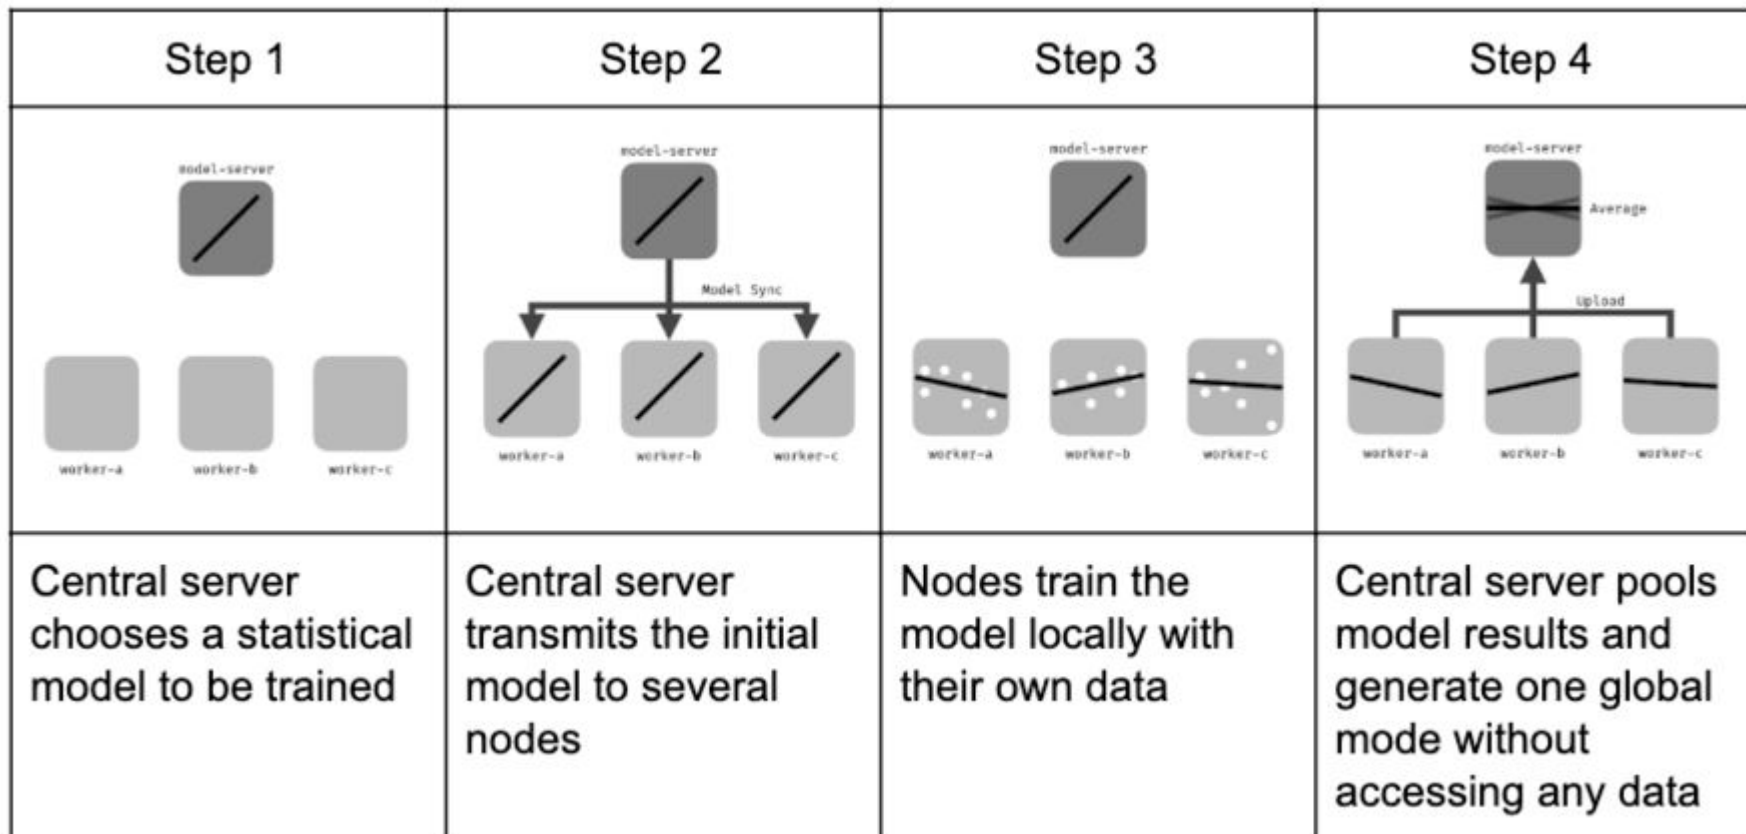 Step 1
Step 2
Step 3
Step 4
model-server
worker-a
worker-b
worker-c
model-server
Model Sync
worker-a
worker-b
worker-c
model-server
worker-a
worker-b
worker-c
model-server
Average
Upload
worker-a
worker-b
worker-c
Central server
chooses a statistical
model to be trained
Central server
transmits the initial
model to several
nodes
Nodes train the
model locally with
their own data
Central server pools
model results and
generate one global
mode without
accessing any data